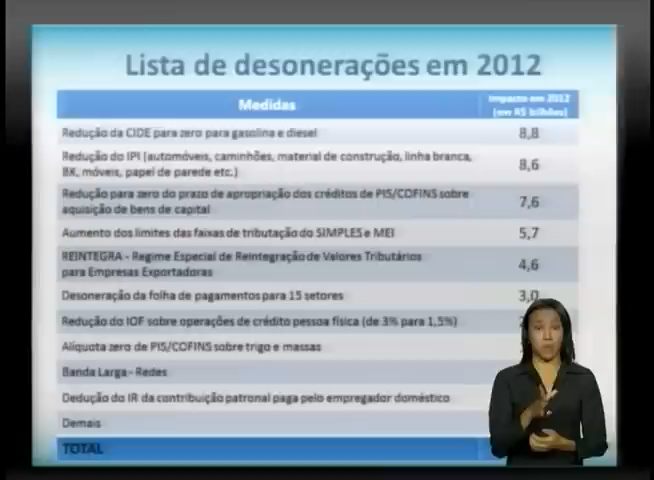 Lista de desonerações em 2012
Medidas
Impacto em 2012
(em R$ bilhões)
Redução da CIDE para zero para gasolina e diesel 8,8
Redução do IPI (automóveis, caminhões, material de construção, linha branca,
BK, móveis, papel de parede etc.) 8,6
Redução para zero do prazo de apropriação dos créditos de PIS/COFINS sobre
aquisição de bens de capital 7,6
Aumento dos limites das faixas de tributação do SIMPLES e MEI 5,7
REINTEGRA - Regime Especial de Reintegração de Valores Tributários
para Empresas Exportadoras 4,6
Desoneração da folha de pagamentos para 15 setores 3,0
Redução do IOF sobre operações de crédito pessoa física (de 3% para 1,5%)
Alíquota zero de PIS/COFINS sobre trigo e massas
Banda Larga - Redes
Dedução do IR da contribuição patronal paga pelo empregador doméstico
Demais
TOTAL